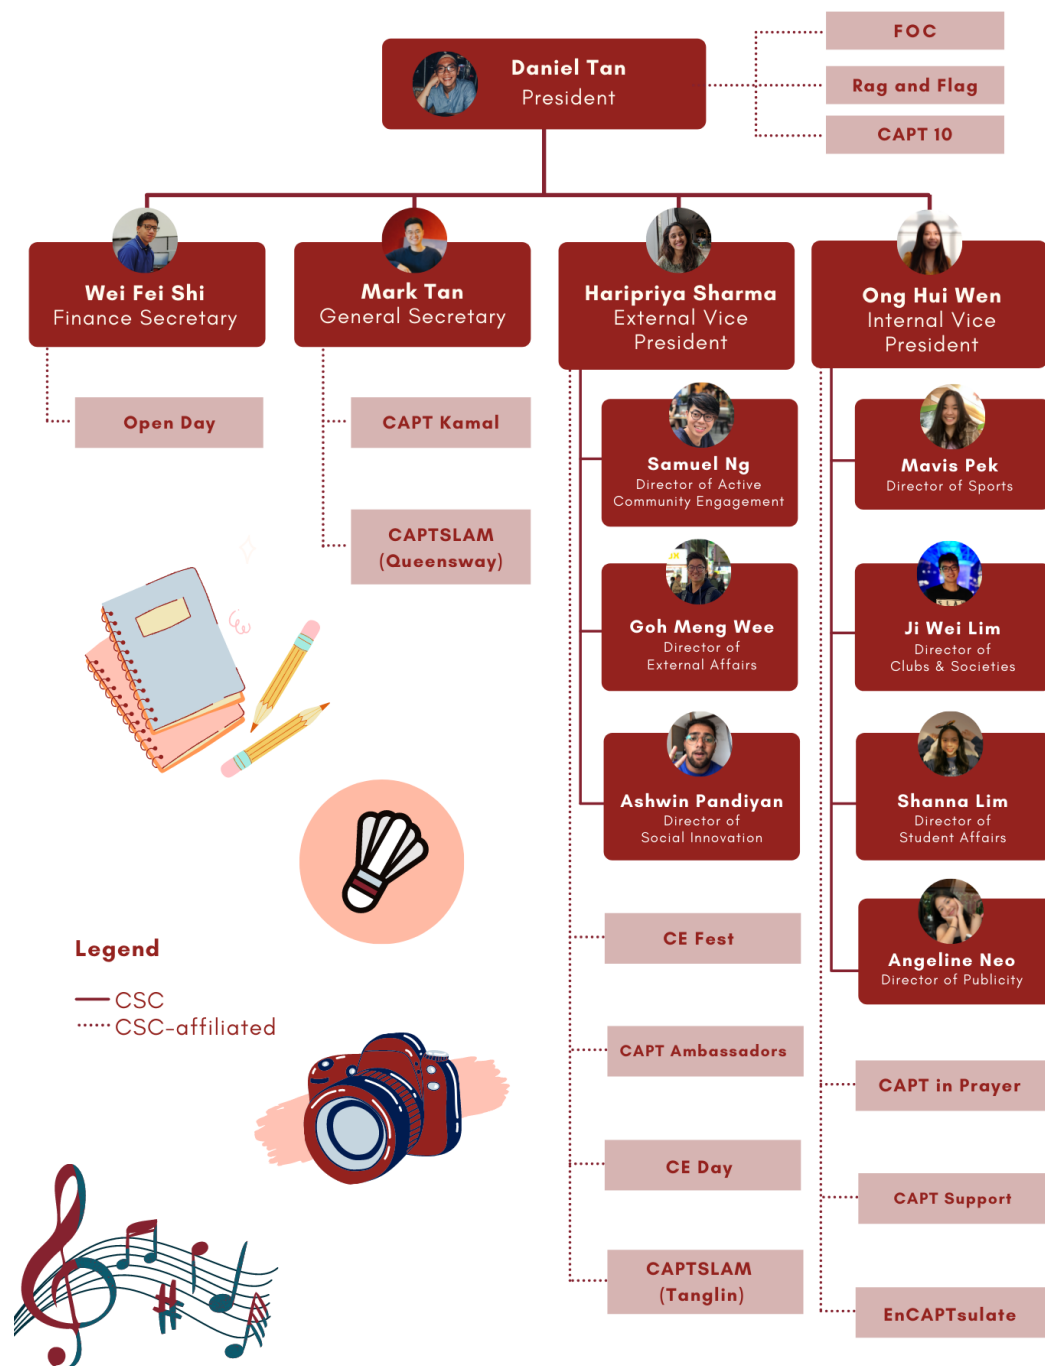 Daniel Tan
President
FOC
Rag and Flag
CAPT 10
Wei Fei Shi
Finance Secretary
Open Day
Mark Tan
General Secretary
CAPT Kamal
CAPTSLAM
(Queensway)
Haripriya Sharma
External Vice
President
Samuel Ng
Director of Active
Community Engagement
Goh Meng Wee
Director of
External Affairs
Ashwin Pandiyan
Director of
Social Innovation
CE Fest
CAPT Ambassadors
CE Day
CAPTSLAM
(Tanglin)
Ong Hui Wen
Internal Vice
President
Mavis Pek
Director of Sports
Ji Wei Lim
Director of
Clubs & Societies
Shanna Lim
Director of
Student Affairs
Angeline Neo
Director of Publicity
CAPT in Prayer
CAPT Support
EnCAPTsulate
Legend
CSC
CSC-affiliated